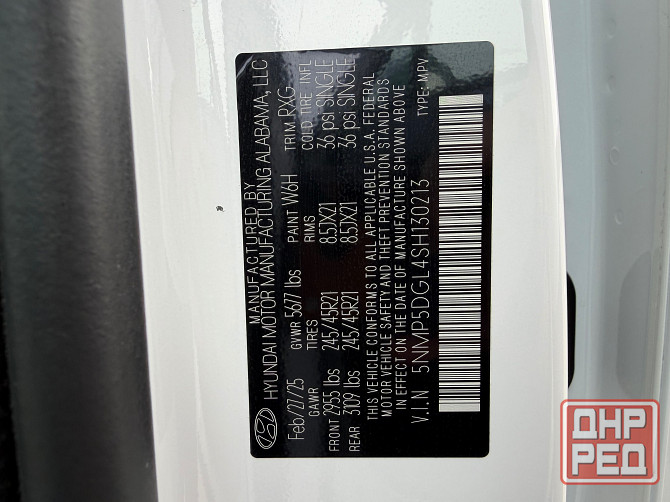 MANUFACTURED BY
HYUNDAI MOTOR MANUFACTURING ALABAMA, LLC
Feb/27/25 GVWR 5677 lbs PAINT W6H TRIM RXG
GAWR TIRES RIMS COLD TIRE INFL
FRONT 2955 lbs 245/45R21 8.5JX21 36 psi SINGLE
REAR 3109 lbs 245/45R21 8.5JX21 36 psi SINGLE
THIS VEHICLE CONFORMS TO ALL APPLICABLE U.S.A. FEDERAL
MOTOR VEHICLE SAFETY AND THEFT PREVENTION STANDARDS
IN EFFECT ON THE DATE OF MANUFACTURE SHOWN ABOVE
V.I.N 5NMP5DGL4SH130213 TYPE: MPV
ДНР
РЕД